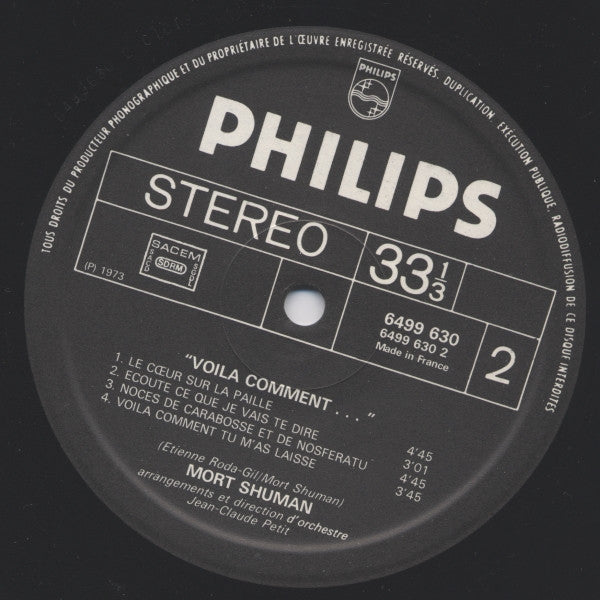 TOUS DROITS DU PRODUCTEUR PHONOGRAPHIQUE ET DU PROPRIÉTAIRE DE L'ŒUVRE ENREGISTRÉE RÉSERVÉS. DUPLICATION, EXÉCUTION PUBLIQUE, RADIODIFFUSION DE CE DISQUE INTERDITES
PHILIPS
PHILIPS
STEREO
33 1/3
(P) 1973
SACEM
SACD
SDRM
SGDL
6499 630
6499 630 2
Made in France
2
"VOILA COMMENT . . . "
1. LE CŒUR SUR LA PAILLE 4'45
2. ECOUTE CE QUE JE VAIS TE DIRE 3'01
3. NOCES DE CARABOSSE ET DE NOSFERATU 4'45
4. VOILA COMMENT TU M'AS LAISSE 3'45
(Etienne Roda-Gil/Mort Shuman)
MORT SHUMAN
arrangements et direction d'orchestre
Jean-Claude Petit